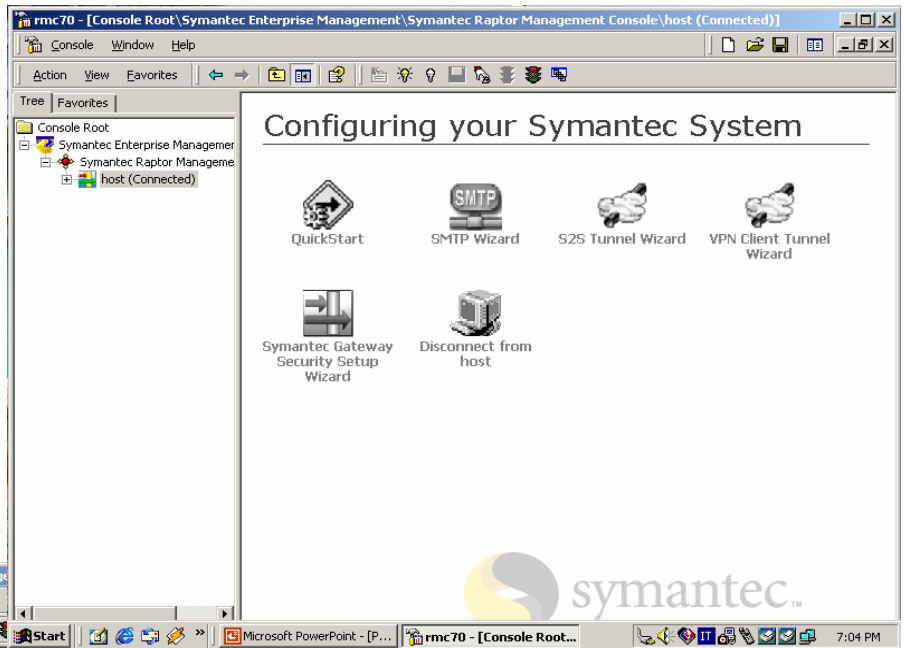 rmc70 - [Console Root\Symantec Enterprise Management\Symantec Raptor Management Console\host (Connected)]
Console Window Help
Action View Favorites
Tree Favorites
Console Root
Symantec Enterprise Managemer
Symantec Raptor Manageme
host (Connected)
Configuring your Symantec System
SMTP
QuickStart
SMTP Wizard
S2S Tunnel Wizard
VPN Client Tunnel
Wizard
Symantec Gateway
Security Setup
Wizard
Disconnect from
host
symantec™
Start
»
Microsoft PowerPoint - [P...
rmc70 - [Console Root...
IT
7:04 PM